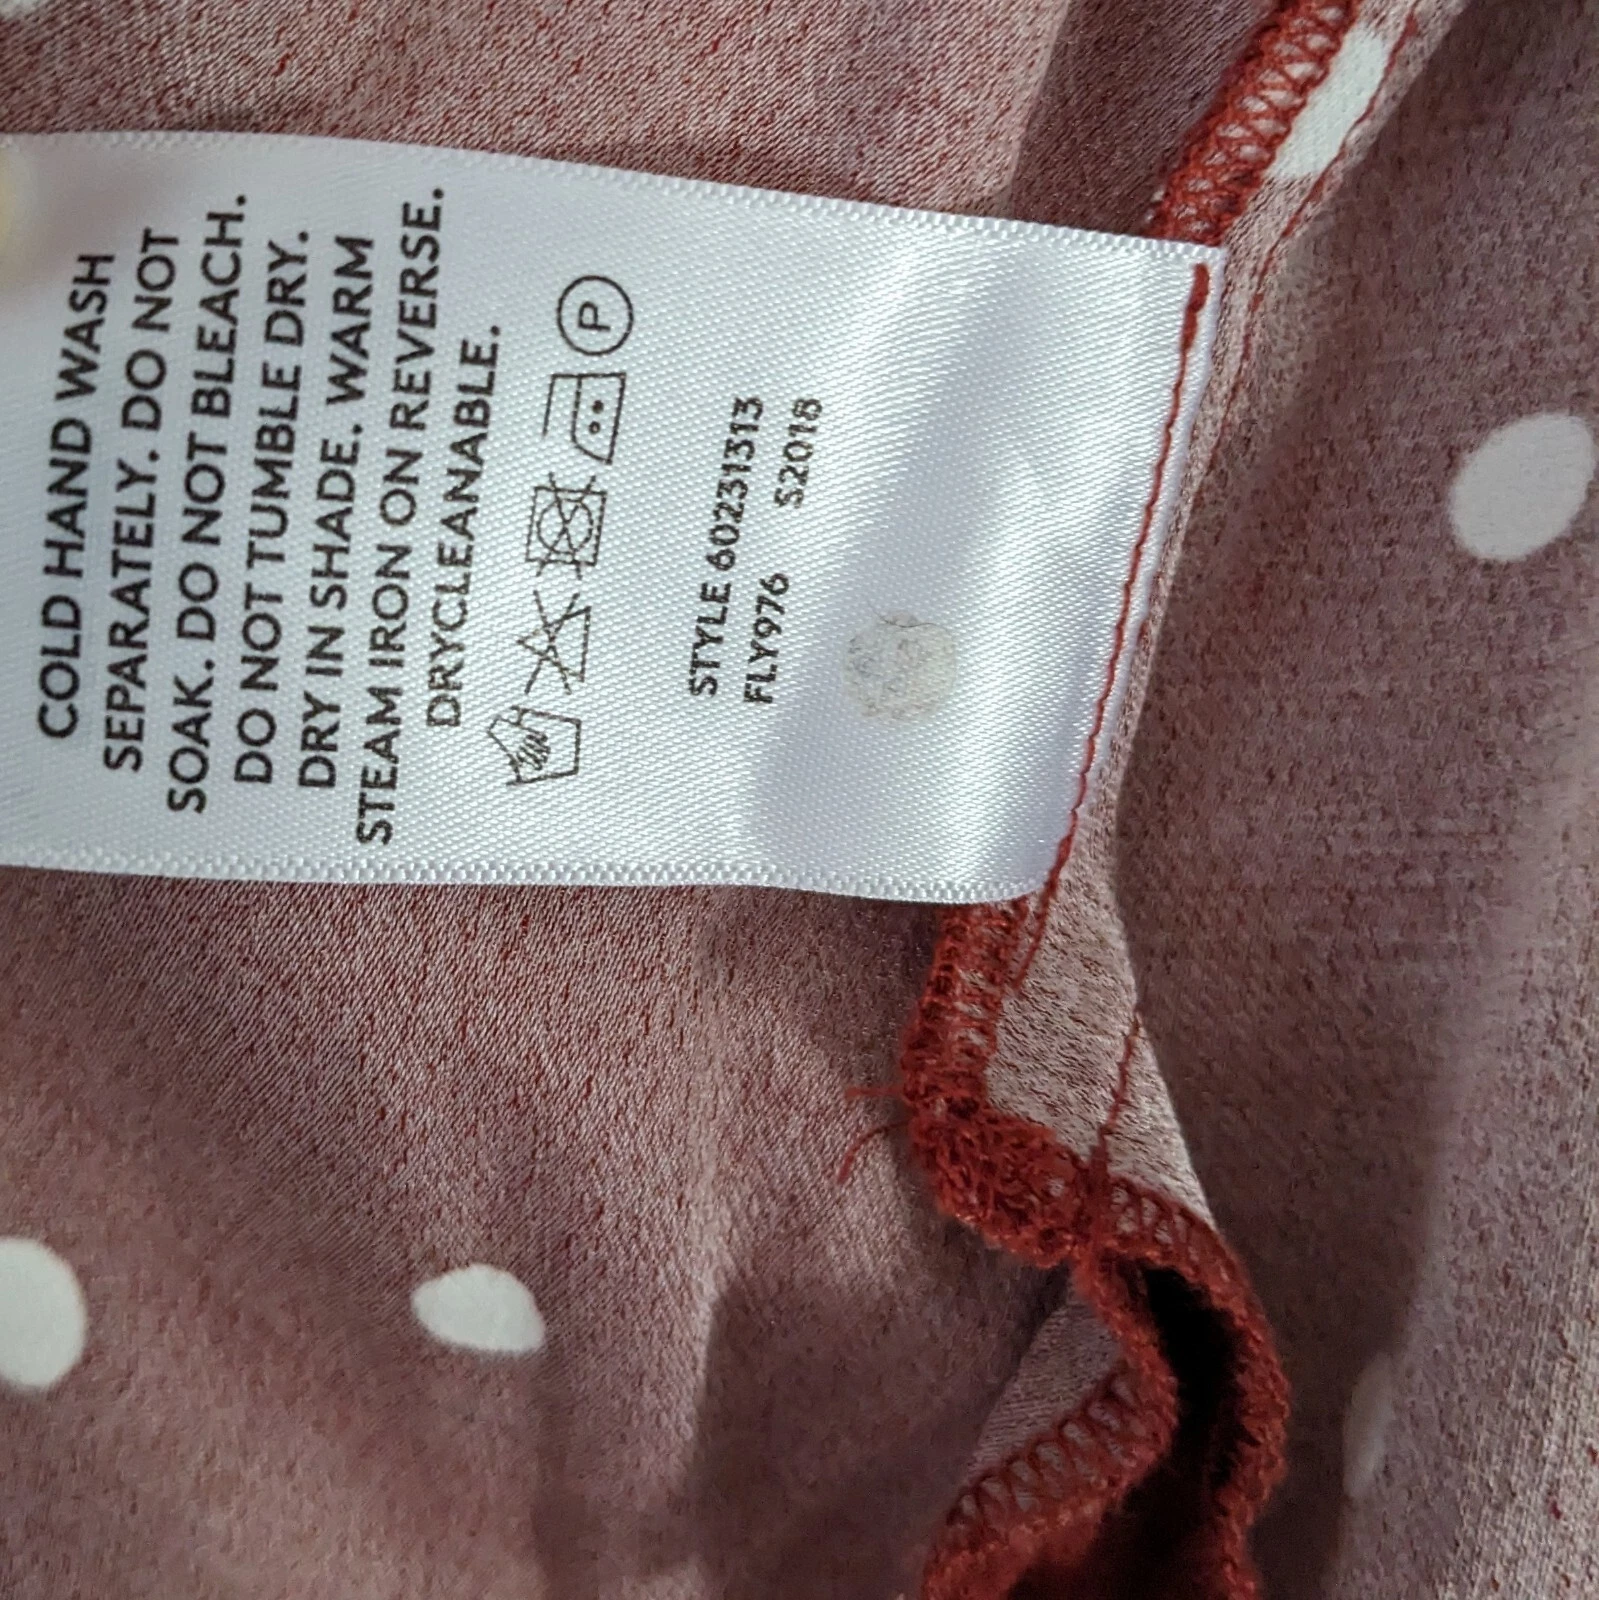 COLD HAND WASH
SEPARATELY. DO NOT
SOAK. DO NOT BLEACH.
DO NOT TUMBLE DRY.
DRY IN SHADE. WARM
STEAM IRON ON REVERSE.
DRYCLEANABLE.
P
STYLE 60231313
FLY976 S2018